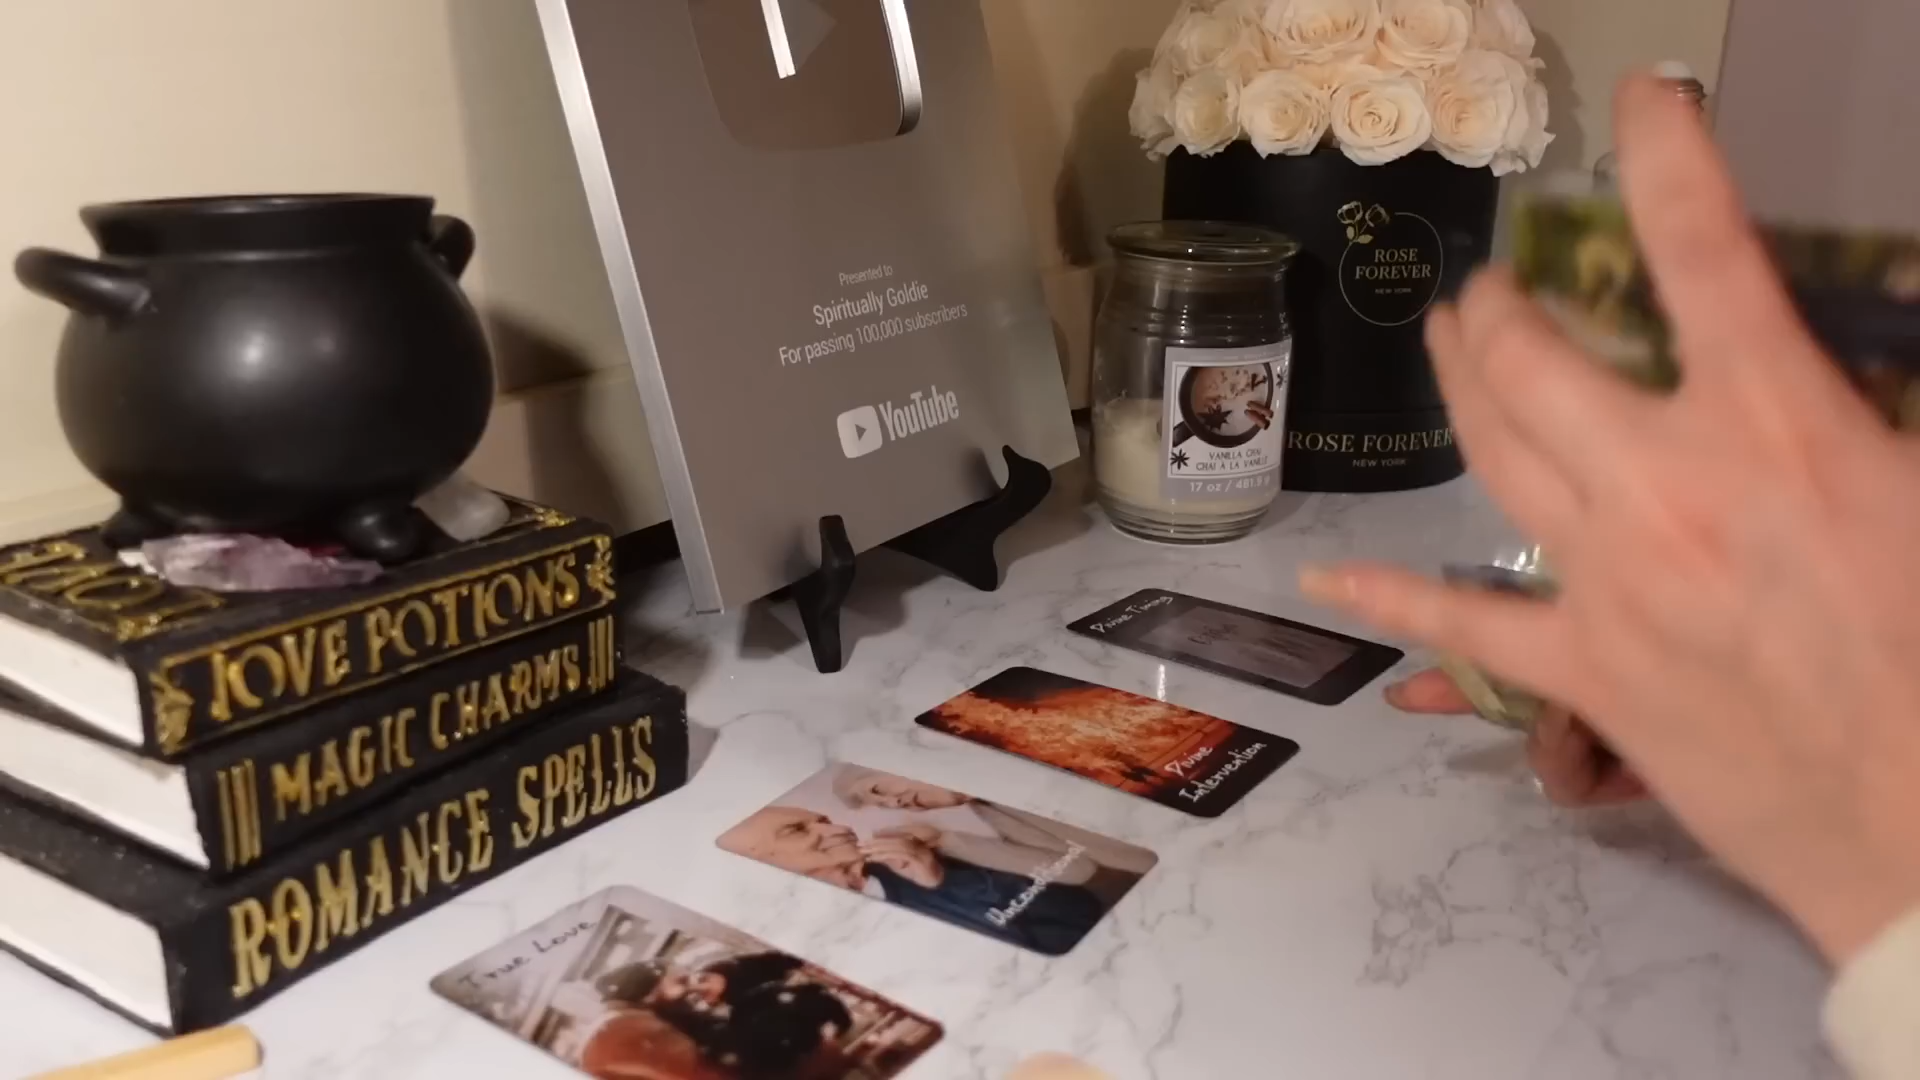 Presented to
Spiritually Goldie
For passing 100,000 subscribers
YouTube
ROSE
FOREVER
NEW YORK
ROSE FOREVER
NEW YORK
VANILLA CHAI
CHAI À LA VANILLE
17 oz / 481.9 g
LOVE POTIONS
MAGIC CHARMS
ROMANCE SPELLS
Divine Timing
Divine
Intervention
Unconditional
True Love